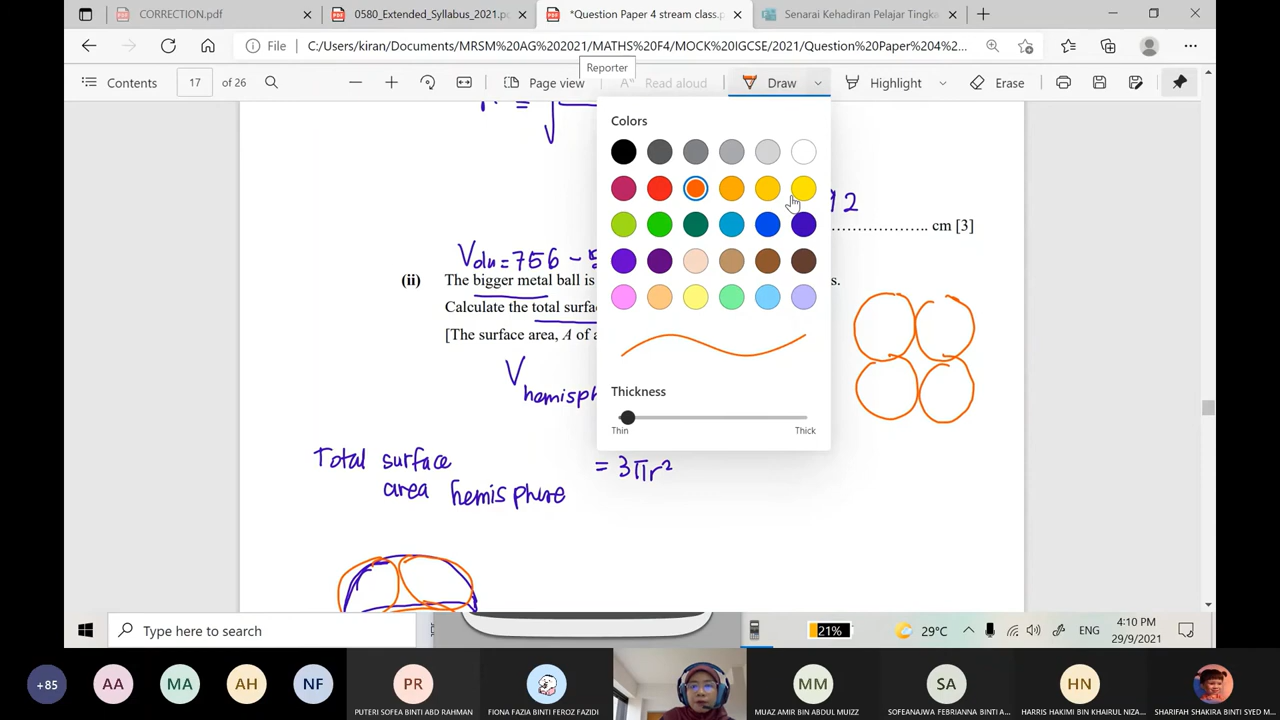 CORRECTION.pdf
0580_Extended_Syllabus_2021.pdf
*Question Paper 4 stream class.pdf
Senarai Kehadiran Pelajar Tingka
File
C:/Users/kiran/Documents/MRSM%20AG%202021/MATHS%20F4/MOCK%20IGCSE/2021/Question%20Paper%204%2...
Reporter
Contents
17 of 26
Page view
Read aloud
Draw
Highlight
Erase
Colors
92
cm [3]
Volm = 756 -
(ii) The bigger metal ball is
s.
Calculate the total surfa
[The surface area, A of a
V
hemisph
Thickness
Thin
Thick
Total surface
area hemisphere
= 3πr²
Type here to search
21%
29°C
ENG
4:10 PM
29/9/2021
+85
AA
MA
AH
NF
PR
PUTERI SOFEA BINTI ABD RAHMAN
FIONA FAZIA BINTI FEROZ FAZIDI
MM
MUAZ AMIR BIN ABDUL MUIZZ
SA
SOFEANAJWA FEBRIANNA BINTI A...
HN
HARRIS HAKIMI BIN KHAIRUL NIZA...
SHARIFAH SHAKIRA BINTI SYED M...